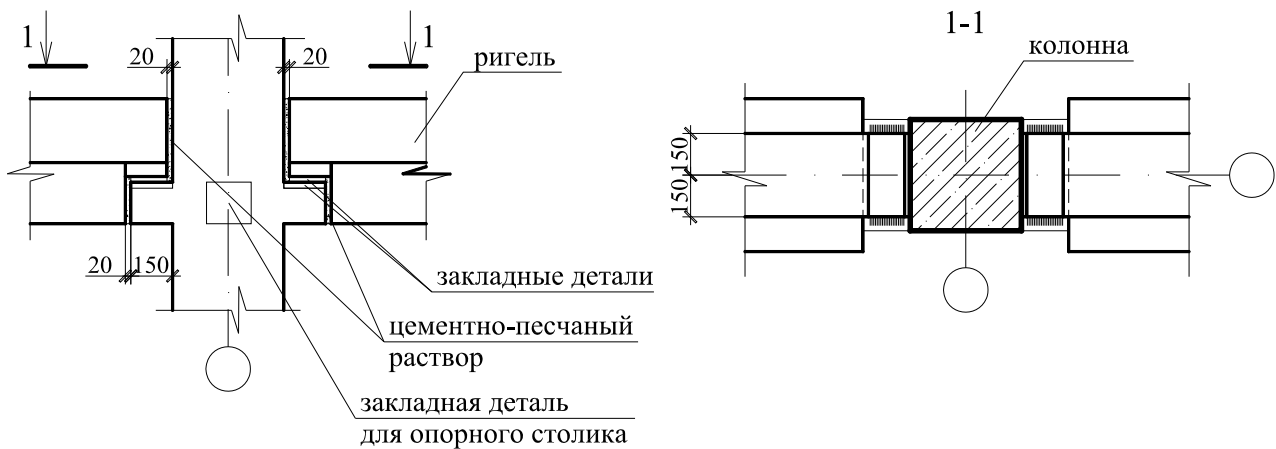 1
1
20
20
ригель
20
150
закладные детали
цементно-песчаный
раствор
закладная деталь
для опорного столика
1-1
колонна
150
150